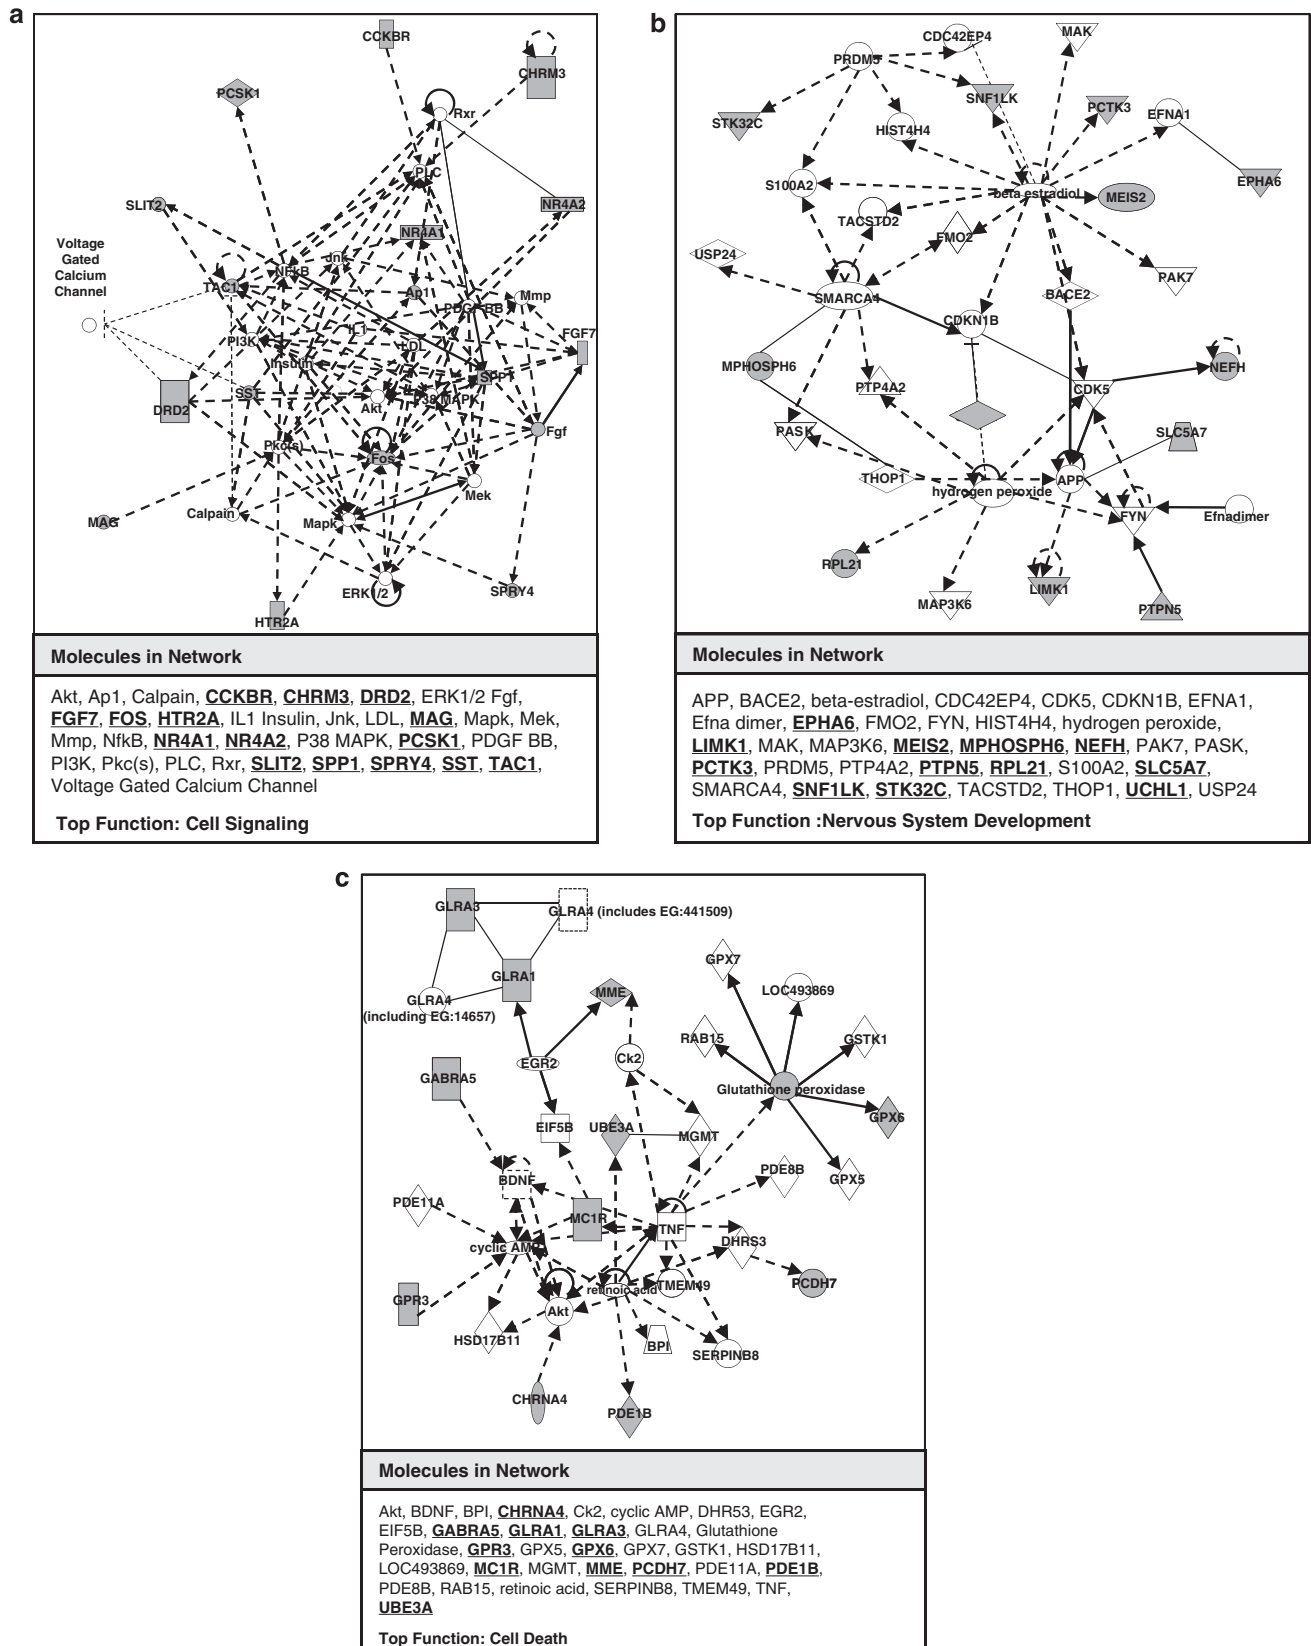 a
CCKBR
CHRM3
PCSK1
Rxr
PLC
SLIT2
NR4A2
NR4A1
Voltage
Gated
Calcium
Channel
Jnk
NFkB
TAC1
Ap1
Mmp
PDGF BB
IL1
FGF7
PI3K
LDL
Insulin
SPP1
SST
P38 MAPK
DRD2
Akt
Fgf
Pkc(s)
Fos
Mek
Calpain
Mapk
MAG
ERK1/2
SPRY4
HTR2A
Molecules in Network
Akt, Ap1, Calpain, CCKBR, CHRM3, DRD2, ERK1/2 Fgf,
FGF7, FOS, HTR2A, IL1 Insulin, Jnk, LDL, MAG, Mapk, Mek,
Mmp, NfkB, NR4A1, NR4A2, P38 MAPK, PCSK1, PDGF BB,
PI3K, Pkc(s), PLC, Rxr, SLIT2, SPP1, SPRY4, SST, TAC1,
Voltage Gated Calcium Channel
Top Function: Cell Signaling
b
CDC42EP4
MAK
PRDM5
SNF1LK
PCTK3
STK32C
HIST4H4
EFNA1
S100A2
EPHA6
beta estradiol
MEIS2
TACSTD2
FMO2
USP24
PAK7
SMARCA4
BACE2
CDKN1B
MPHOSPH6
NEFH
PTP4A2
CDK5
PASK
SLC5A7
THOP1
APP
hydrogen peroxide
FYN
Efnadimer
RPL21
LIMK1
MAP3K6
PTPN5
Molecules in Network
APP, BACE2, beta-estradiol, CDC42EP4, CDK5, CDKN1B, EFNA1,
Efna dimer, EPHA6, FMO2, FYN, HIST4H4, hydrogen peroxide,
LIMK1, MAK, MAP3K6, MEIS2, MPHOSPH6, NEFH, PAK7, PASK,
PCTK3, PRDM5, PTP4A2, PTPN5, RPL21, S100A2, SLC5A7,
SMARCA4, SNF1LK, STK32C, TACSTD2, THOP1, UCHL1, USP24
Top Function :Nervous System Development
c
GLRA3
GLRA4 (includes EG:441509)
GPX7
GLRA1
MME
LOC493869
GLRA4
(including EG:14657)
RAB15
GSTK1
EGR2
Ck2
GABRA5
Glutathione peroxidase
GPX6
EIF5B
UBE3A
MGMT
PDE8B
BDNF
GPX5
PDE11A
MC1R
TNF
cyclic AMP
DHRS3
retinoic acid
TMEM49
PCDH7
GPR3
Akt
HSD17B11
BPI
SERPINB8
CHRNA4
PDE1B
Molecules in Network
Akt, BDNF, BPI, CHRNA4, Ck2, cyclic AMP, DHR53, EGR2,
EIF5B, GABRA5, GLRA1, GLRA3, GLRA4, Glutathione
Peroxidase, GPR3, GPX5, GPX6, GPX7, GSTK1, HSD17B11,
LOC493869, MC1R, MGMT, MME, PCDH7, PDE11A, PDE1B,
PDE8B, RAB15, retinoic acid, SERPINB8, TMEM49, TNF,
UBE3A
Top Function: Cell Death